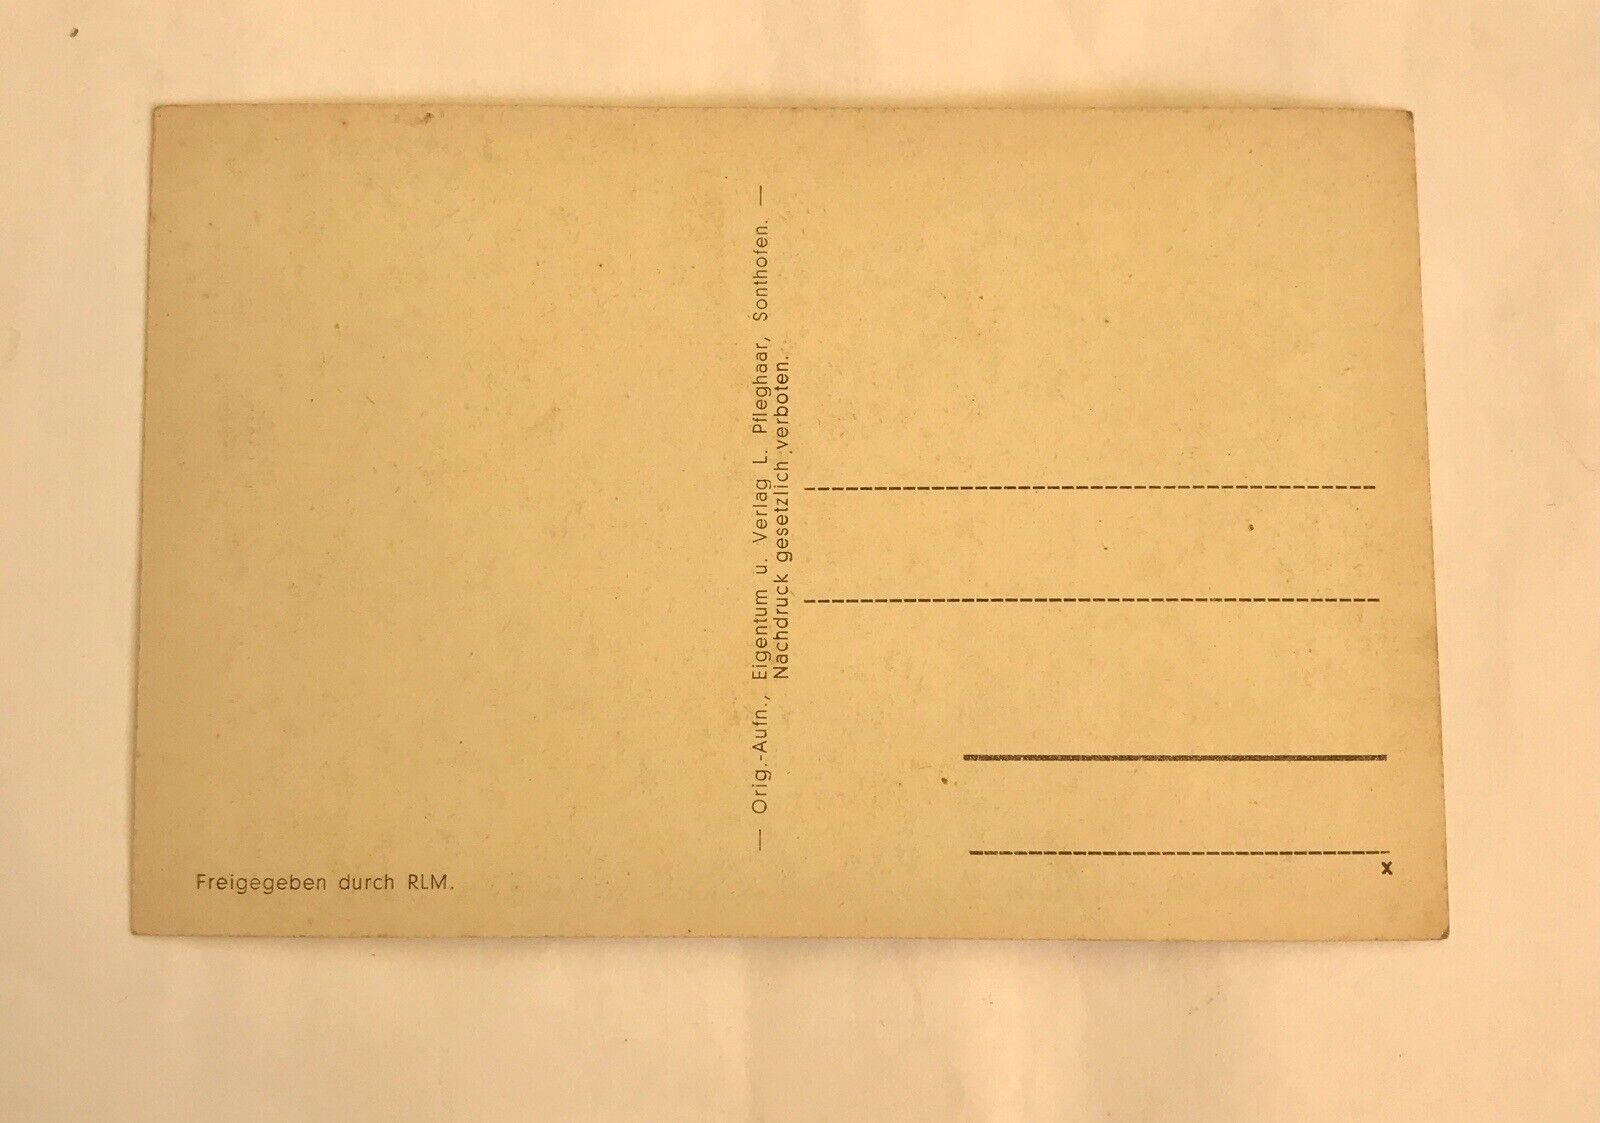 — Orig.-Aufn., Eigentum u. Verlag L. Pfleghaar, Sonthofen. —
Nachdruck gesetzlich verboten.
Freigegeben durch RLM.
x